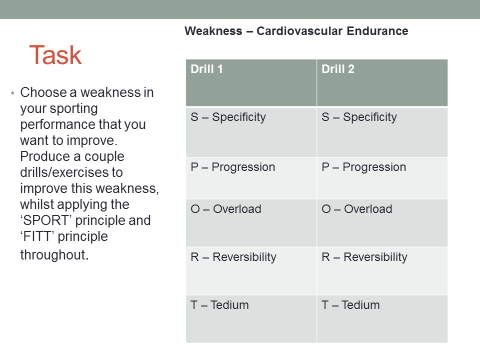 Task
• Choose a weakness in
your sporting
performance that you
want to improve.
Produce a couple
drills/exercises to
improve this weakness,
whilst applying the
‘SPORT’ principle and
‘FITT’ principle
throughout.
Weakness – Cardiovascular Endurance
Drill 1 Drill 2
S – Specificity S – Specificity
P – Progression P – Progression
O – Overload O – Overload
R – Reversibility R – Reversibility
T – Tedium T – Tedium